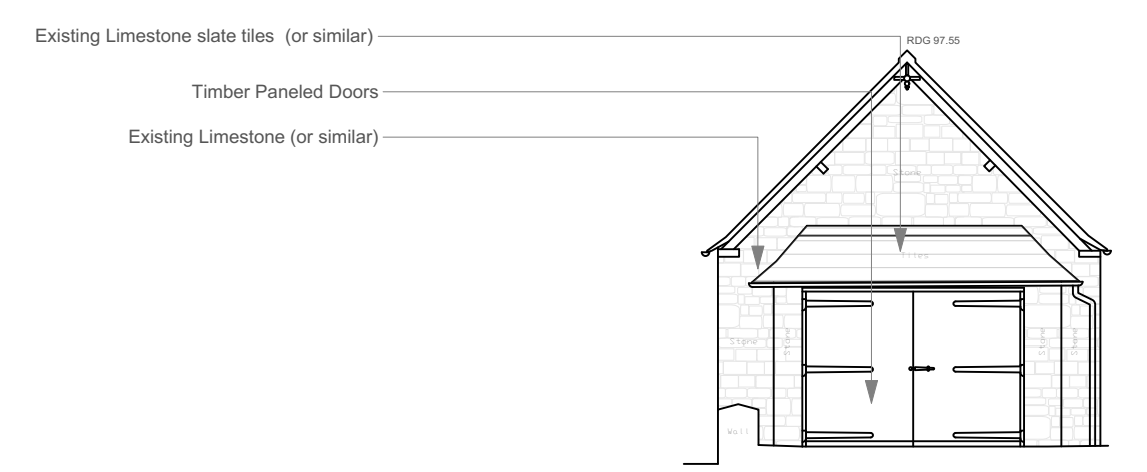 Existing Limestone slate tiles (or similar)
RDG 97.55
Timber Paneled Doors
Existing Limestone (or similar)
Stone
Tiles
Stone
Stone
Stone
Stone
Wall